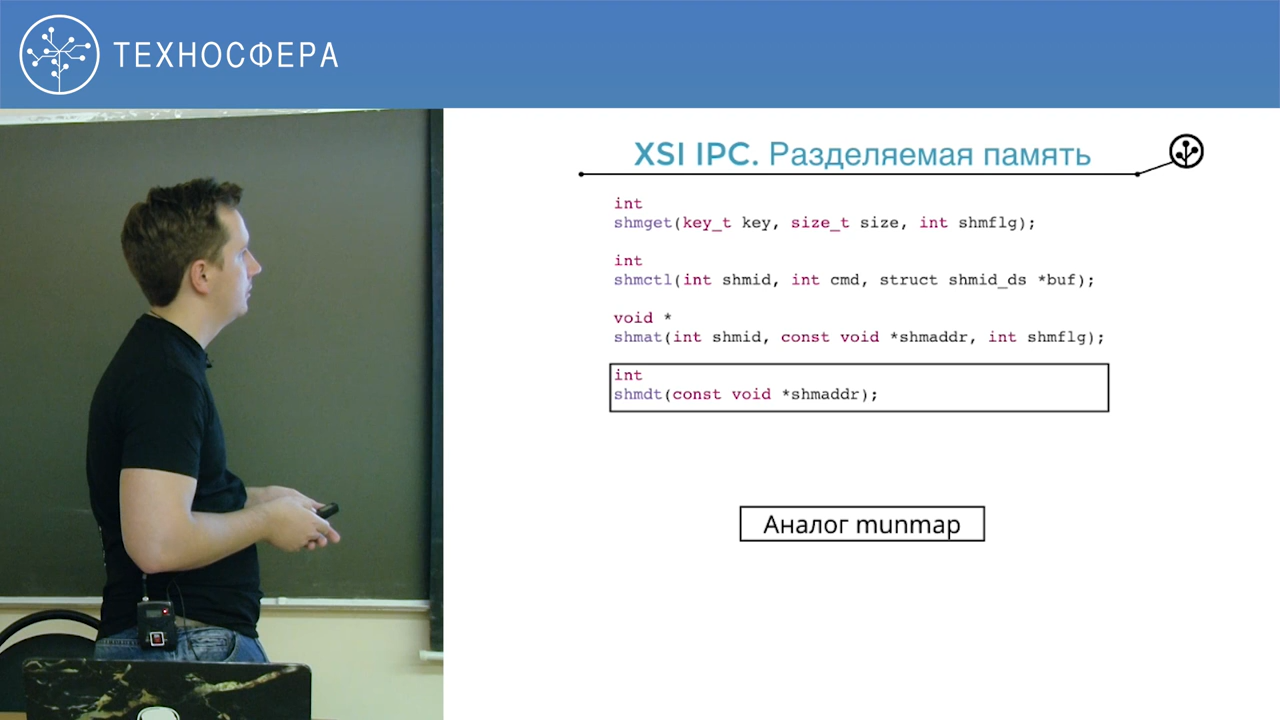 ТЕХНОСФЕРА
XSI IPC. Разделяемая память
int
shmget(key_t key, size_t size, int shmflg);
int
shmctl(int shmid, int cmd, struct shmid_ds *buf);
void *
shmat(int shmid, const void *shmaddr, int shmflg);
int
shmdt(const void *shmaddr);
Аналог munmap